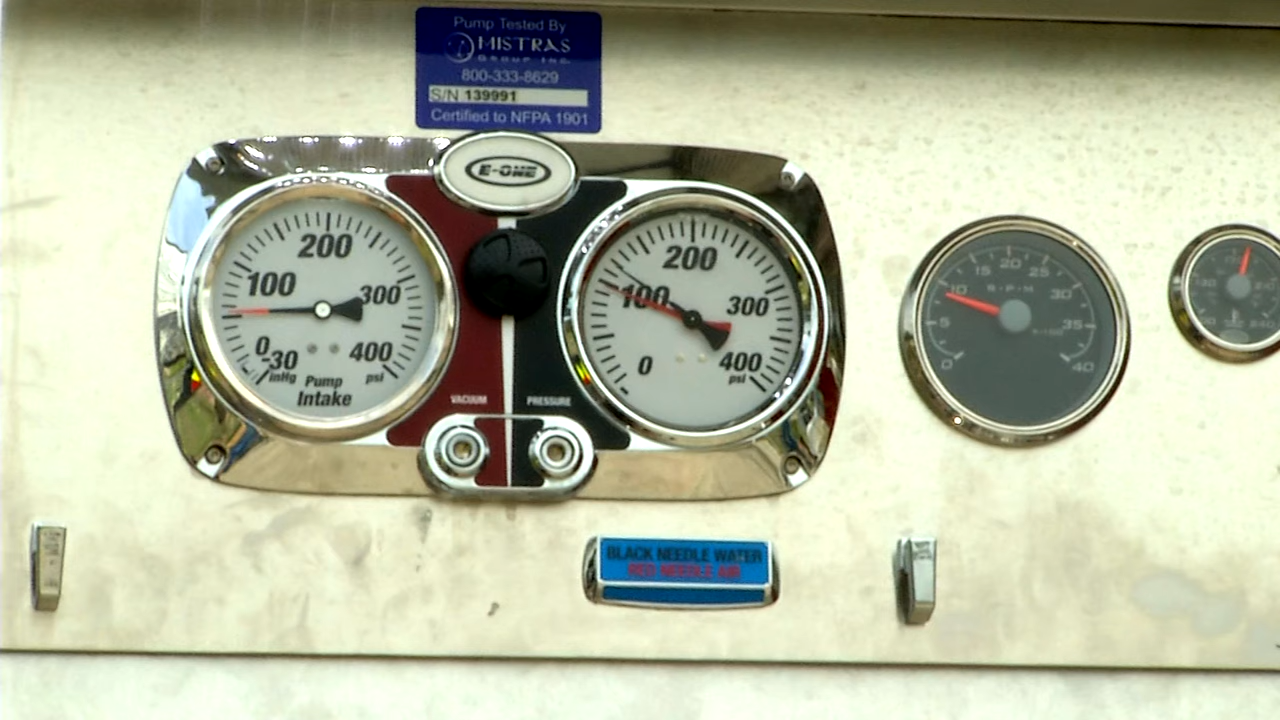 Pump Tested By
MISTRAS
GROUP INC.
800-333-8629
S/N 139991
Certified to NFPA 1901
E-ONE
200
100
300
0
-30
400
inHg
psi
Pump
Intake
200
100
300
0
400
psi
VACUUM
PRESSURE
0
5
10
15
20
25
30
35
40
R·P·M
BLACK NEEDLE WATER
RED NEEDLE AIR